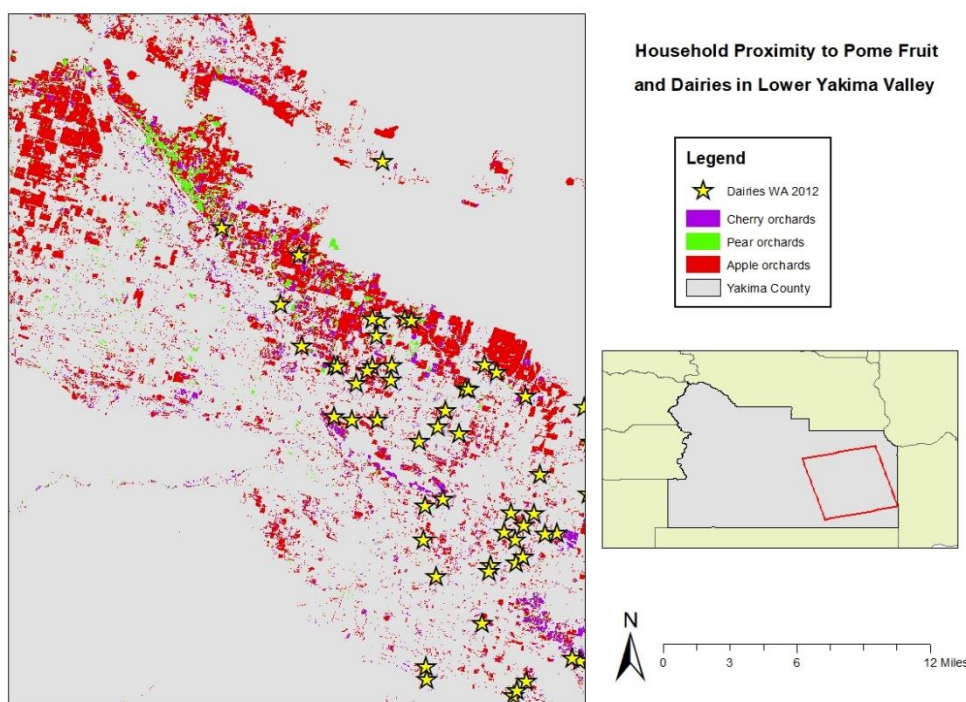 Household Proximity to Pome Fruit
and Dairies in Lower Yakima Valley
Legend
Dairies WA 2012
Cherry orchards
Pear orchards
Apple orchards
Yakima County
N
0 3 6 12 Miles